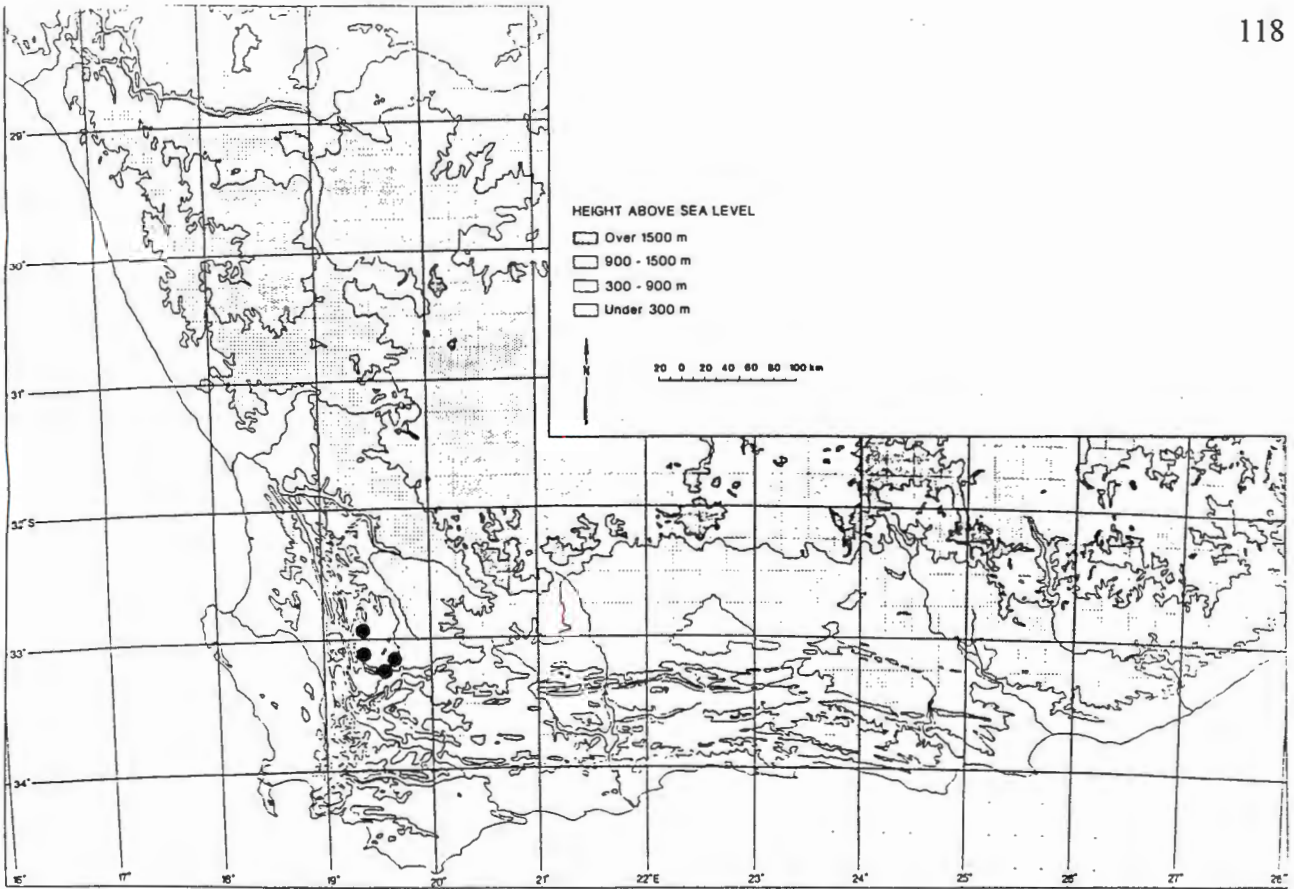 118
29°
HEIGHT ABOVE SEA LEVEL
Over 1500 m
900 - 1500 m
30°
300 - 900 m
Under 300 m
N
20 0 20 40 60 80 100 km
31°
32°S
33°
34°
17° 18° 19° 20° 21° 22°E 23° 24° 25° 26° 27° 28°